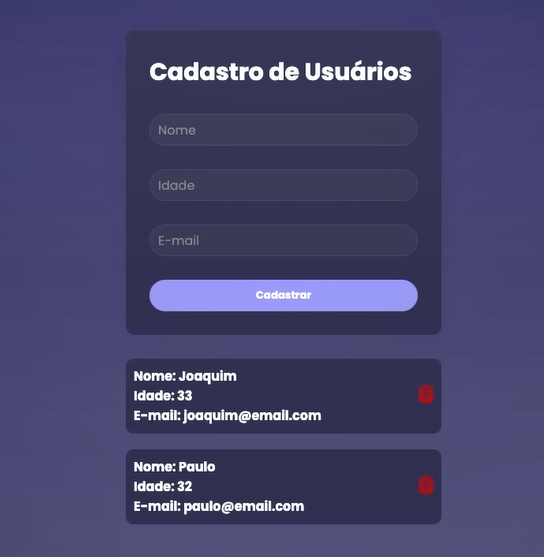 Cadastro de Usuários
Nome
Idade
E-mail
Cadastrar
Nome: Joaquim
Idade: 33
E-mail: joaquim@email.com
Nome: Paulo
Idade: 32
E-mail: paulo@email.com